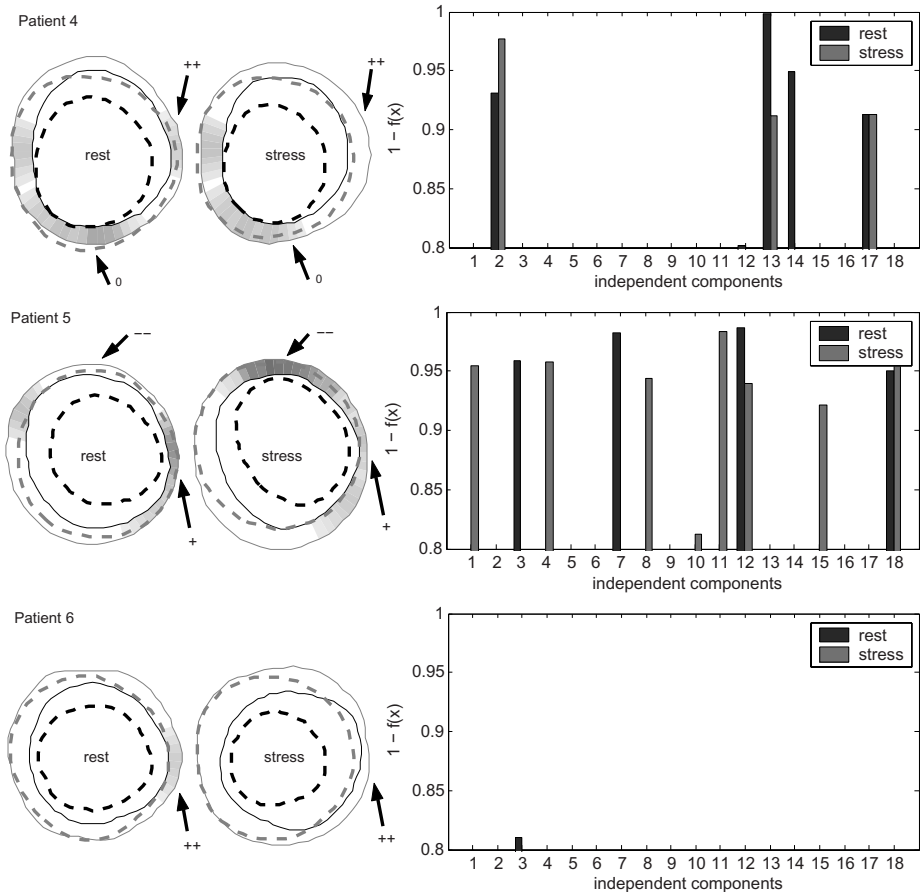 Patient 4
++
++
rest
stress
0
0
1
0.95
0.9
0.85
0.8
1 − f(x)
rest
stress
1 2 3 4 5 6 7 8 9 10 11 12 13 14 15 16 17 18
independent components
Patient 5
−−
−−
rest
stress
+
+
1
0.95
0.9
0.85
0.8
1 − f(x)
rest
stress
1 2 3 4 5 6 7 8 9 10 11 12 13 14 15 16 17 18
independent components
Patient 6
rest
stress
++
++
1
0.95
0.9
0.85
0.8
1 − f(x)
rest
stress
1 2 3 4 5 6 7 8 9 10 11 12 13 14 15 16 17 18
independent components